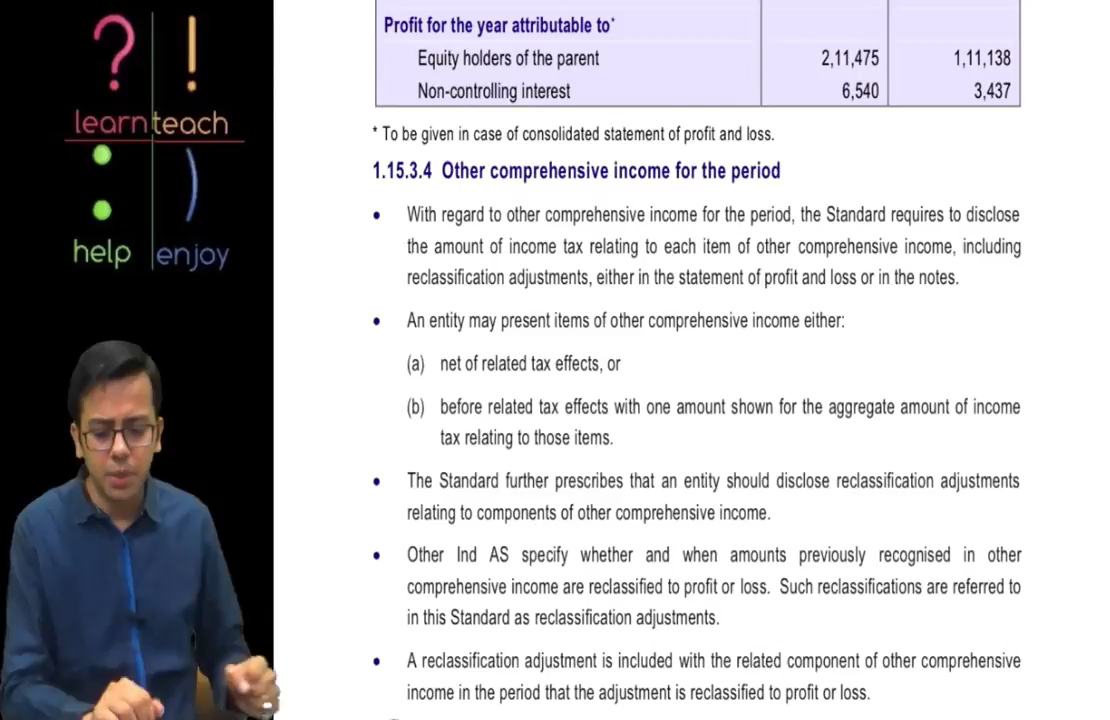 ? !
learn teach
: )
help enjoy
Profit for the year attributable to*
Equity holders of the parent 2,11,475 1,11,138
Non-controlling interest 6,540 3,437
* To be given in case of consolidated statement of profit and loss.
1.15.3.4 Other comprehensive income for the period
• With regard to other comprehensive income for the period, the Standard requires to disclose
the amount of income tax relating to each item of other comprehensive income, including
reclassification adjustments, either in the statement of profit and loss or in the notes.
• An entity may present items of other comprehensive income either:
(a) net of related tax effects, or
(b) before related tax effects with one amount shown for the aggregate amount of income
tax relating to those items.
• The Standard further prescribes that an entity should disclose reclassification adjustments
relating to components of other comprehensive income.
• Other Ind AS specify whether and when amounts previously recognised in other
comprehensive income are reclassified to profit or loss. Such reclassifications are referred to
in this Standard as reclassification adjustments.
• A reclassification adjustment is included with the related component of other comprehensive
income in the period that the adjustment is reclassified to profit or loss.